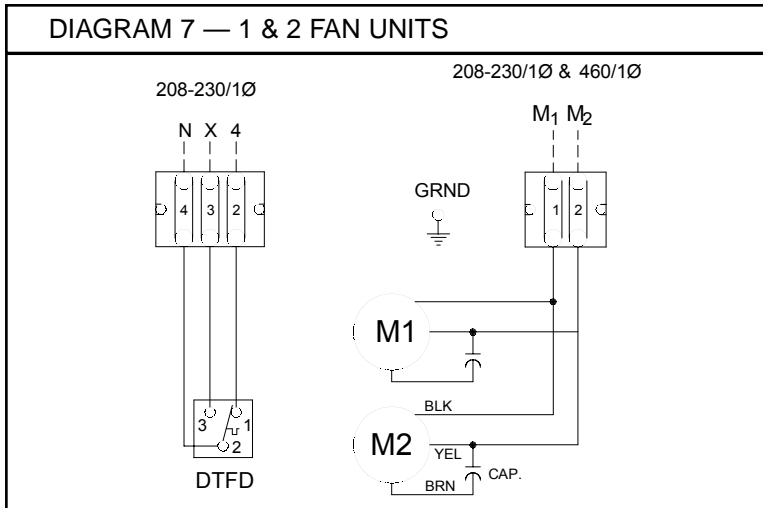 DIAGRAM 7 — 1 & 2 FAN UNITS
208-230/1Ø
N X 4
4 3 2
3 1
2
DTFD
208-230/1Ø & 460/1Ø
M1 M2
1 2
GRND
M1
BLK
M2
YEL
CAP.
BRN